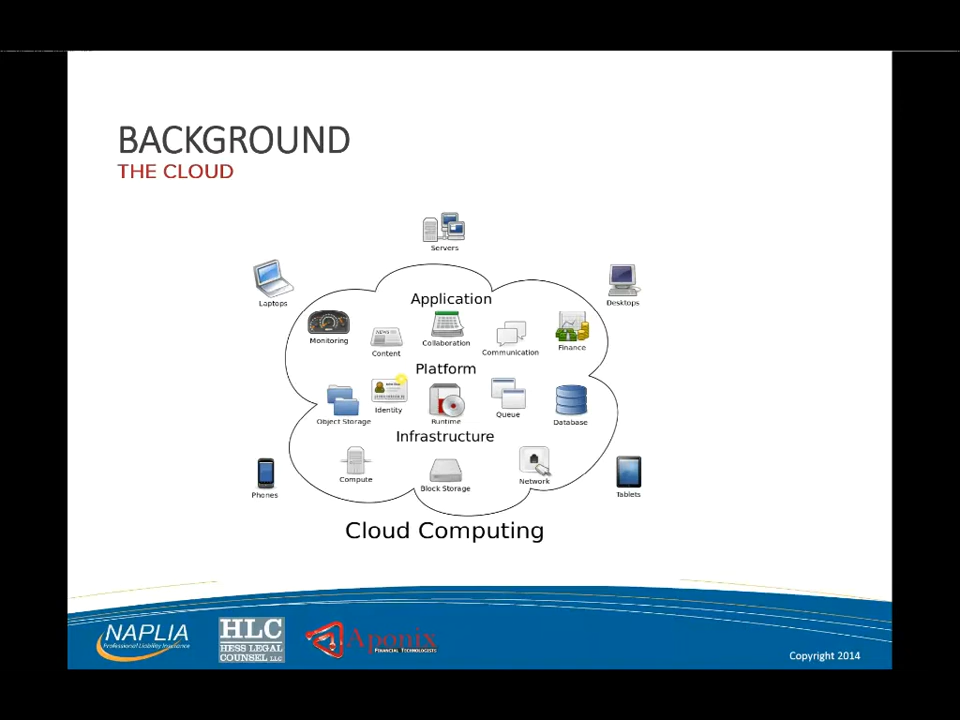 BACKGROUND
THE CLOUD
Servers
Laptops
Desktops
Application
Monitoring
Content
NEWS
Collaboration
Communication
Finance
Platform
Object Storage
Identity
Runtime
Queue
Database
Infrastructure
Compute
Block Storage
Network
Phones
Tablets
Cloud Computing
NAPLIA
Professional Liability Insurance
HLC
HESS LEGAL
COUNSEL LLC
Aponix
FINANCIAL TECHNOLOGISTS
Copyright 2014